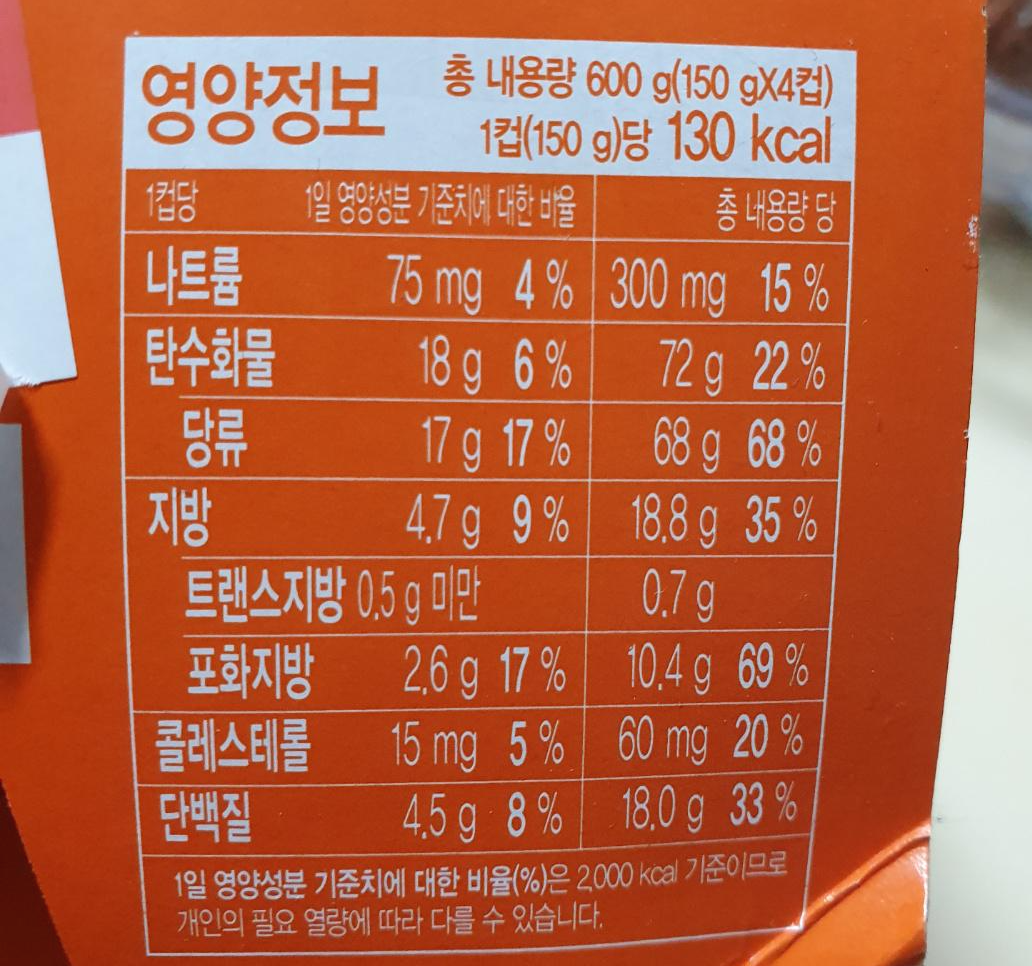 영양정보
총 내용량 600 g(150 gX4컵)
1컵(150 g)당 130 kcal
1컵당 1일 영양성분 기준치에 대한 비율 총 내용량 당
나트륨 75 mg 4 % 300 mg 15 %
탄수화물 18 g 6 % 72 g 22 %
당류 17 g 17 % 68 g 68 %
지방 4.7 g 9 % 18.8 g 35 %
트랜스지방 0.5 g 미만 0.7 g
포화지방 2.6 g 17 % 10.4 g 69 %
콜레스테롤 15 mg 5 % 60 mg 20 %
단백질 4.5 g 8 % 18.0 g 33 %
1일 영양성분 기준치에 대한 비율(%)은 2,000 kcal 기준이므로
개인의 필요 열량에 따라 다를 수 있습니다.